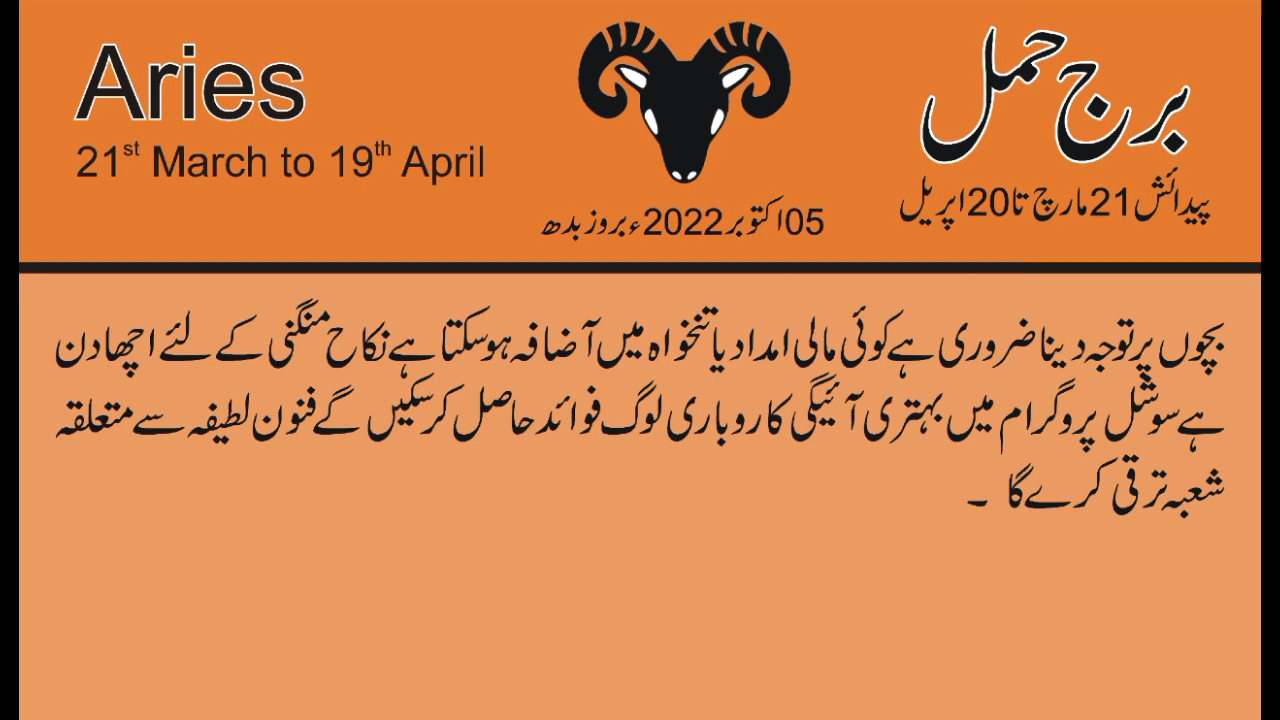 Aries
برج حمل
21st March to 19th April
پیدائش 21 مارچ تا 20 اپریل
05 اکتوبر 2022ء بروز بدھ
بچوں پر توجہ دینا ضروری ہے کوئی مالی امداد یا تنخواہ میں آضافہ ہوسکتا ہے نکاح منگنی کے لئے اچھا دن
ہے سوشل پروگرام میں بہتری آئیگی کاروباری لوگ فوائد حاصل کرسکیں گے فنون لطیفہ سے متعلقہ
شعبہ ترقی کرے گا ۔